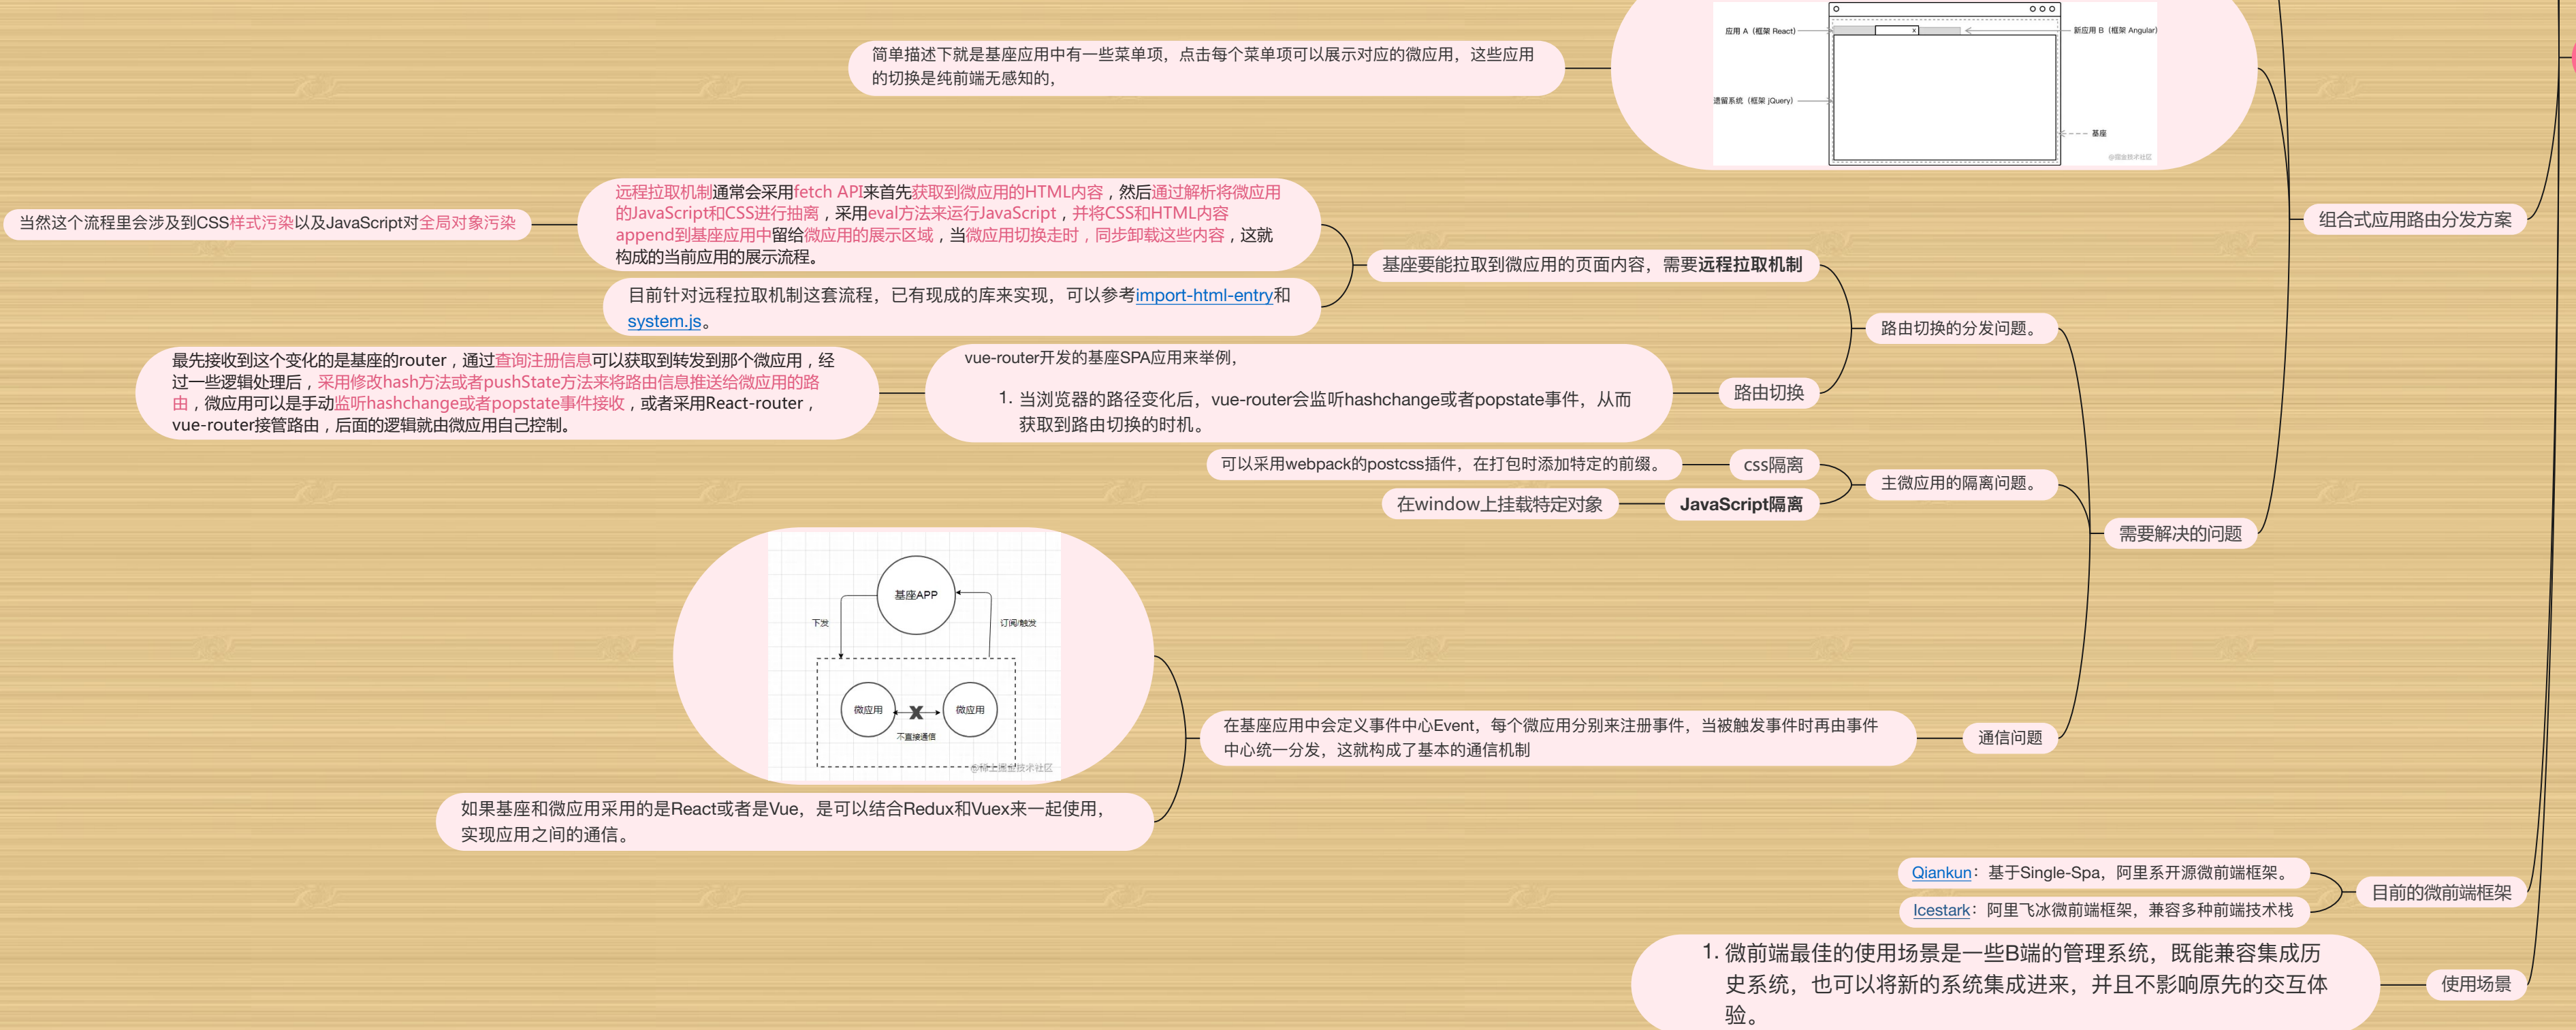 应用 A（框架 React）
新应用 B（框架 Angular）
遗留系统（框架 jQuery）
基座
@掘金技术社区
简单描述下就是基座应用中有一些菜单项，点击每个菜单项可以展示对应的微应用，这些应用
的切换是纯前端无感知的，
组合式应用路由分发方案
当然这个流程里会涉及到CSS样式污染以及JavaScript对全局对象污染
远程拉取机制通常会采用fetch API来首先获取到微应用的HTML内容，然后通过解析将微应用
的JavaScript和CSS进行抽离，采用eval方法来运行JavaScript，并将CSS和HTML内容
append到基座应用中留给微应用的展示区域，当微应用切换走时，同步卸载这些内容，这就
构成的当前应用的展示流程。
基座要能拉取到微应用的页面内容，需要远程拉取机制
目前针对远程拉取机制这套流程，已有现成的库来实现，可以参考import-html-entry和
system.js。
路由切换的分发问题。
最先接收到这个变化的是基座的router，通过查询注册信息可以获取到转发到那个微应用，经
过一些逻辑处理后，采用修改hash方法或者pushState方法来将路由信息推送给微应用的路
由，微应用可以是手动监听hashchange或者popstate事件接收，或者采用React-router，
vue-router接管路由，后面的逻辑就由微应用自己控制。
vue-router开发的基座SPA应用来举例，
1. 当浏览器的路径变化后，vue-router会监听hashchange或者popstate事件，从而
获取到路由切换的时机。
路由切换
可以采用webpack的postcss插件，在打包时添加特定的前缀。
css隔离
主微应用的隔离问题。
在window上挂载特定对象
JavaScript隔离
需要解决的问题
基座APP
下发
订阅/触发
微应用
X
微应用
不直接通信
@稀土掘金技术社区
在基座应用中会定义事件中心Event，每个微应用分别来注册事件，当被触发事件时再由事件
中心统一分发，这就构成了基本的通信机制
通信问题
如果基座和微应用采用的是React或者是Vue，是可以结合Redux和Vuex来一起使用，
实现应用之间的通信。
Qiankun：基于Single-Spa，阿里系开源微前端框架。
目前的微前端框架
Icestark：阿里飞冰微前端框架，兼容多种前端技术栈
1. 微前端最佳的使用场景是一些B端的管理系统，既能兼容集成历
史系统，也可以将新的系统集成进来，并且不影响原先的交互体
验。
使用场景